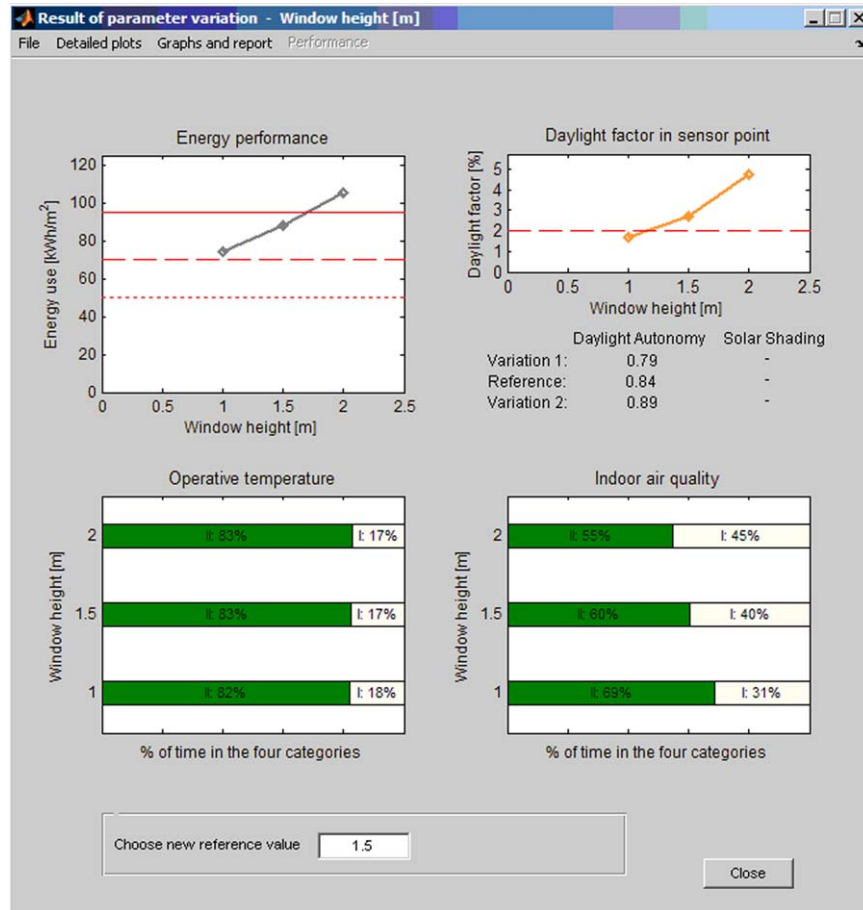 Result of parameter variation - Window height [m]
File Detailed plots Graphs and report Performance
Energy performance
120
100
80
60
40
20
0
Energy use [kWh/m²]
0 0.5 1 1.5 2 2.5
Window height [m]
Daylight factor in sensor point
5
4
3
2
1
0
Daylight factor [%]
0 0.5 1 1.5 2 2.5
Window height [m]
Daylight Autonomy Solar Shading
Variation 1: 0.79 -
Reference: 0.84 -
Variation 2: 0.89 -
Operative temperature
Window height [m]
2 II: 83% I: 17%
1.5 II: 83% I: 17%
1 II: 82% I: 18%
% of time in the four categories
Indoor air quality
Window height [m]
2 II: 55% I: 45%
1.5 II: 60% I: 40%
1 II: 69% I: 31%
% of time in the four categories
Choose new reference value 1.5
Close